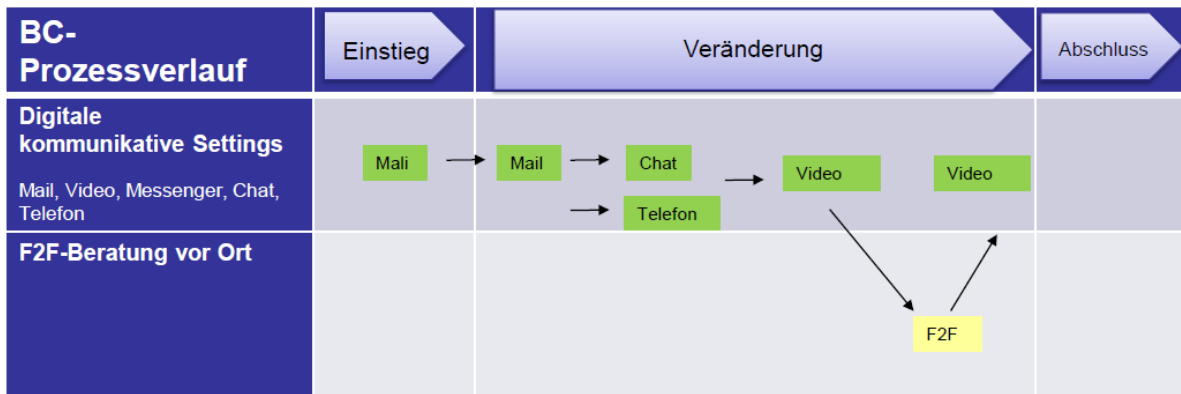 BC-
Prozessverlauf
Einstieg
Veränderung
Abschluss
Digitale
kommunikative Settings
Mail, Video, Messenger, Chat,
Telefon
Mali
Mail
Chat
Telefon
Video
Video
F2F-Beratung vor Ort
F2F